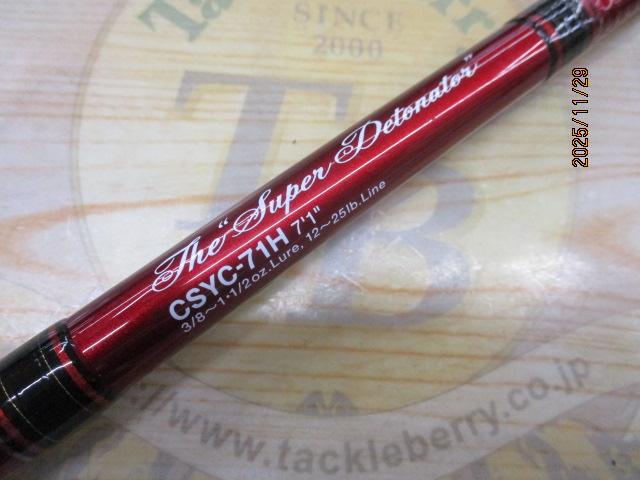 SINCE
2000
TB
2025/11/29
The "Super Detonator"
CSYC-71H 7'1"
3/8~1・1/2oz.Lure, 12~25lb.Line
www.tackleberry.co.jp